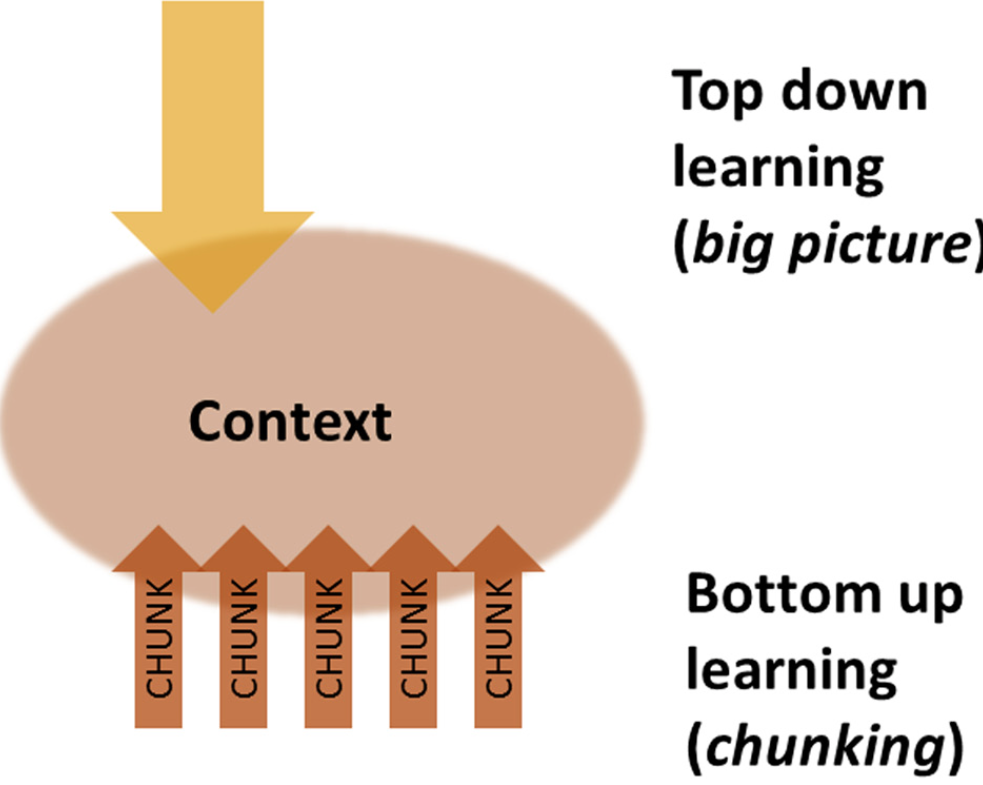 Top down
learning
(big picture)
Context
CHUNK
CHUNK
CHUNK
CHUNK
CHUNK
Bottom up
learning
(chunking)